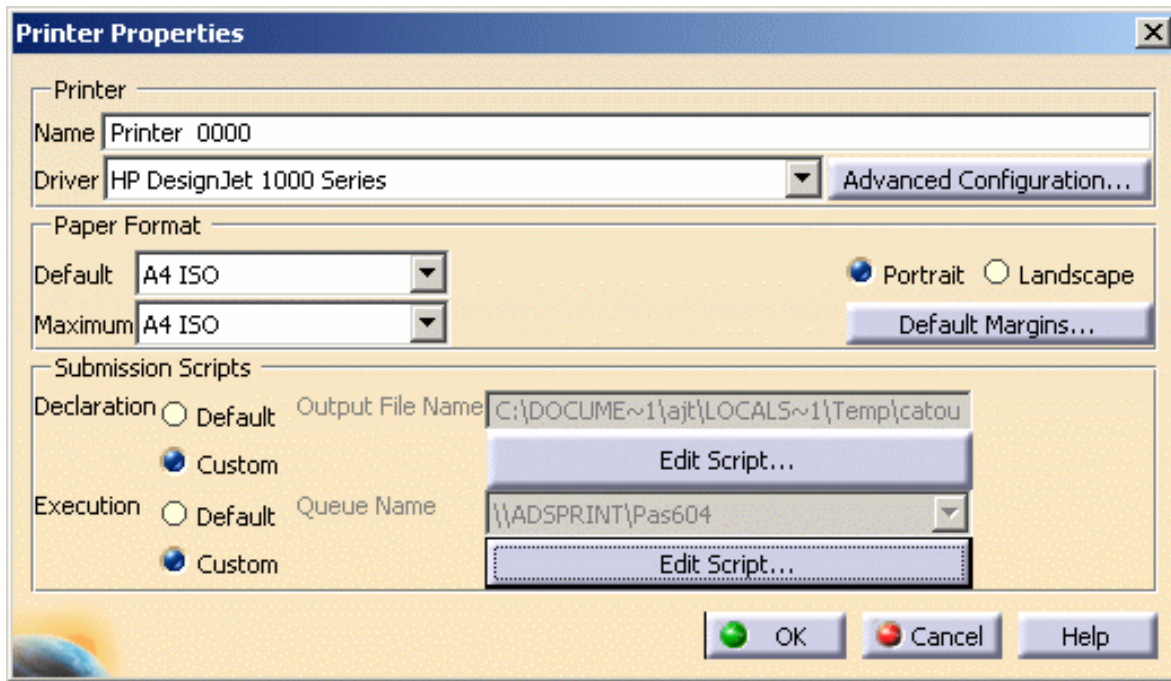 Printer Properties
Printer
Name Printer 0000
Driver HP DesignJet 1000 Series Advanced Configuration...
Paper Format
Default A4 ISO Portrait Landscape
Maximum A4 ISO Default Margins...
Submission Scripts
Declaration Default Output File Name C:\DOCUME~1\ajt\LOCALS~1\Temp\catou
Custom Edit Script...
Execution Default Queue Name \\ADSPRINT\Pas604
Custom Edit Script...
OK Cancel Help